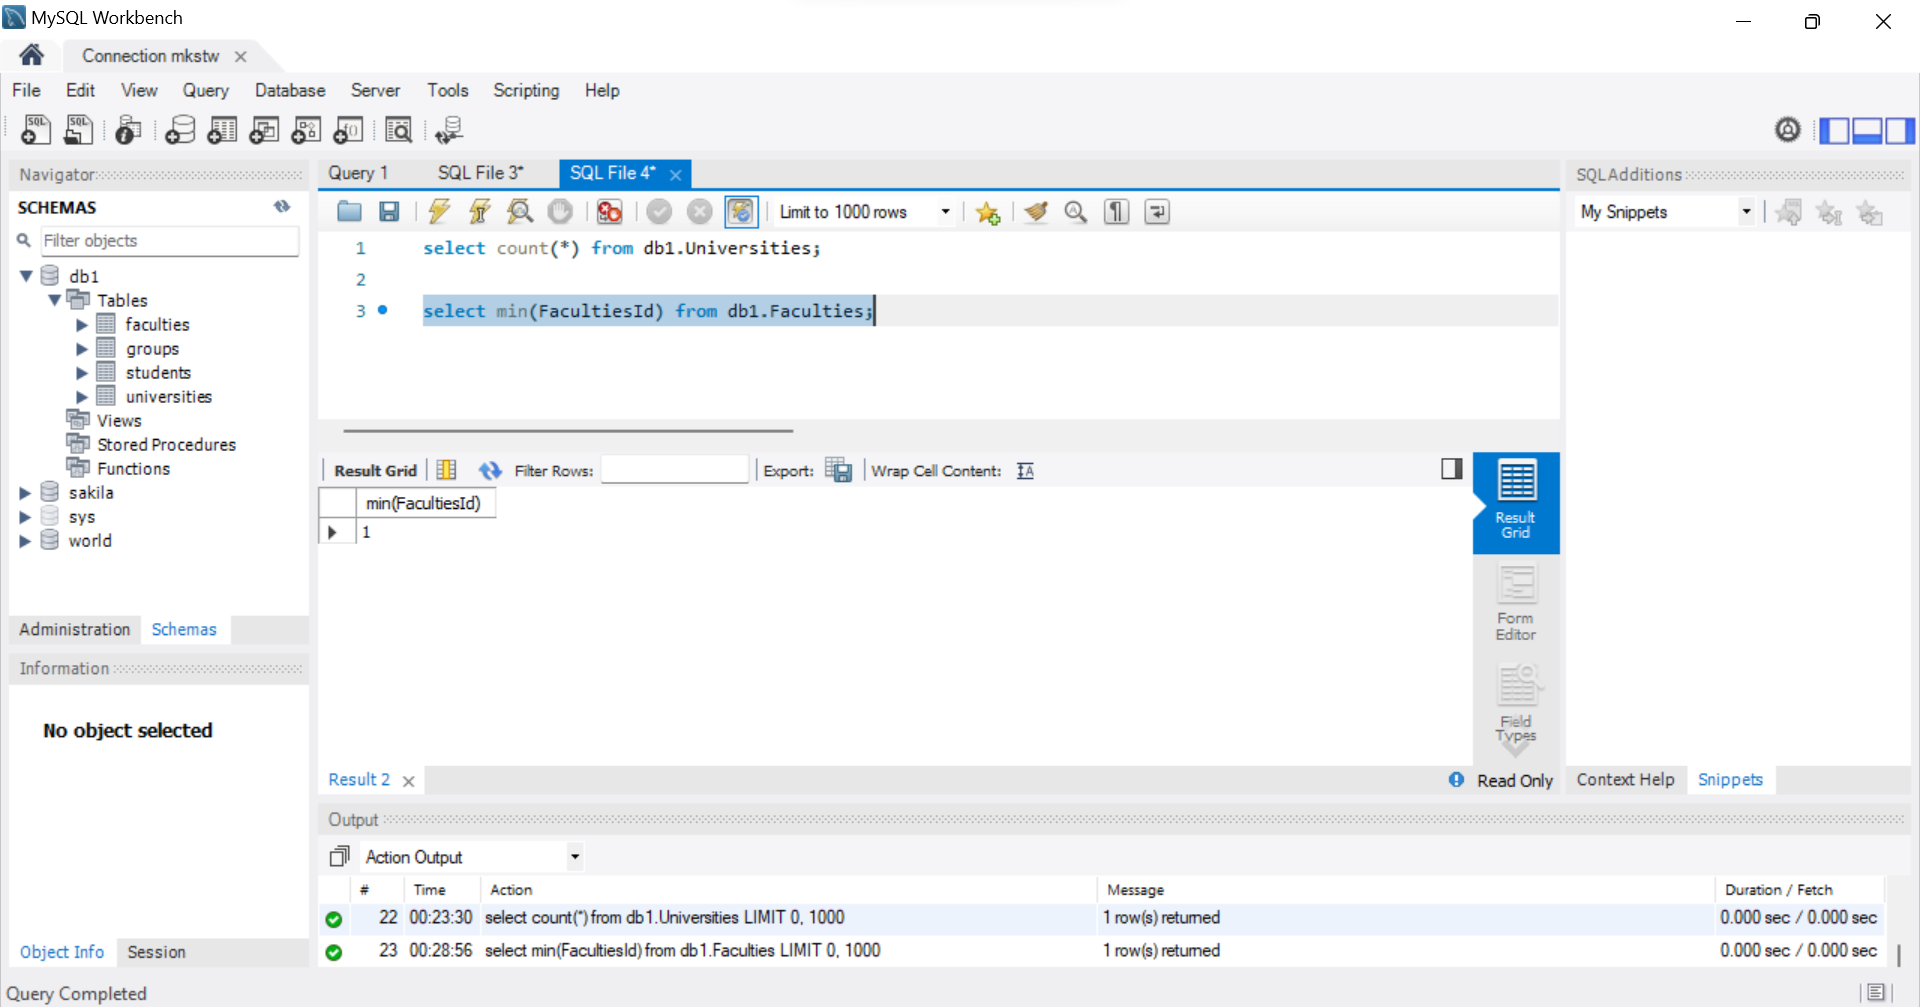 MySQL Workbench
Connection mkstw
File Edit View Query Database Server Tools Scripting Help
SQL SQL
Navigator
SCHEMAS
Filter objects
db1
Tables
faculties
groups
students
universities
Views
Stored Procedures
Functions
sakila
sys
world
Administration Schemas
Information
No object selected
Object Info Session
Query 1 SQL File 3* SQL File 4*
Limit to 1000 rows
1 select count(*) from db1.Universities;
2
3 select min(FacultiesId) from db1.Faculties;
Result Grid Filter Rows: Export: Wrap Cell Content:
min(FacultiesId)
1
Result
Grid
Form
Editor
Field
Types
Result 2
Read Only
SQLAdditions
My Snippets
Context Help Snippets
Output
Action Output
# Time Action Message Duration / Fetch
22 00:23:30 select count(*) from db1.Universities LIMIT 0, 1000 1 row(s) returned 0.000 sec / 0.000 sec
23 00:28:56 select min(FacultiesId) from db1.Faculties LIMIT 0, 1000 1 row(s) returned 0.000 sec / 0.000 sec
Query Completed